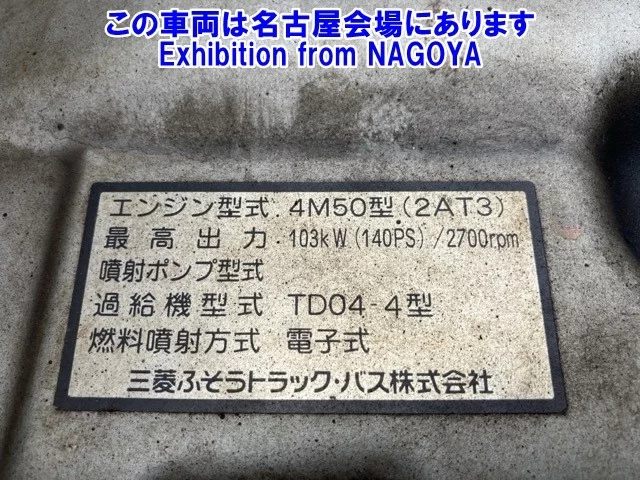 この車両は名古屋会場にあります
Exhibition from NAGOYA
エンジン型式 4M50型(2AT3)
最高出力 103kW(140PS)/2700rpm
噴射ポンプ型式
過給機型式 TD04-4型
燃料噴射方式 電子式
三菱ふそうトラック・バス株式会社